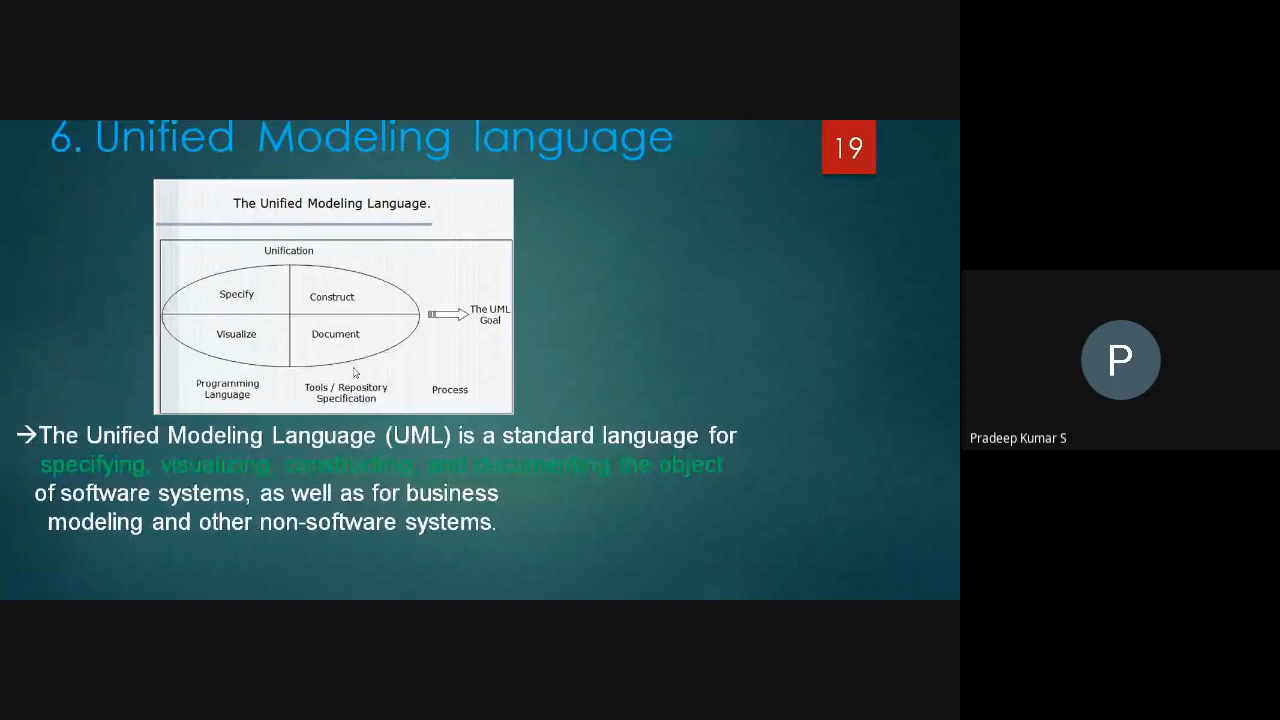 6. Unified Modeling language
19
The Unified Modeling Language.
Unification
Specify
Construct
Visualize
Document
The UML
Goal
Programming
Language
Tools / Repository
Specification
Process
→The Unified Modeling Language (UML) is a standard language for
specifying, visualizing, constructing, and documenting the object
of software systems, as well as for business
modeling and other non-software systems.
P
Pradeep Kumar S